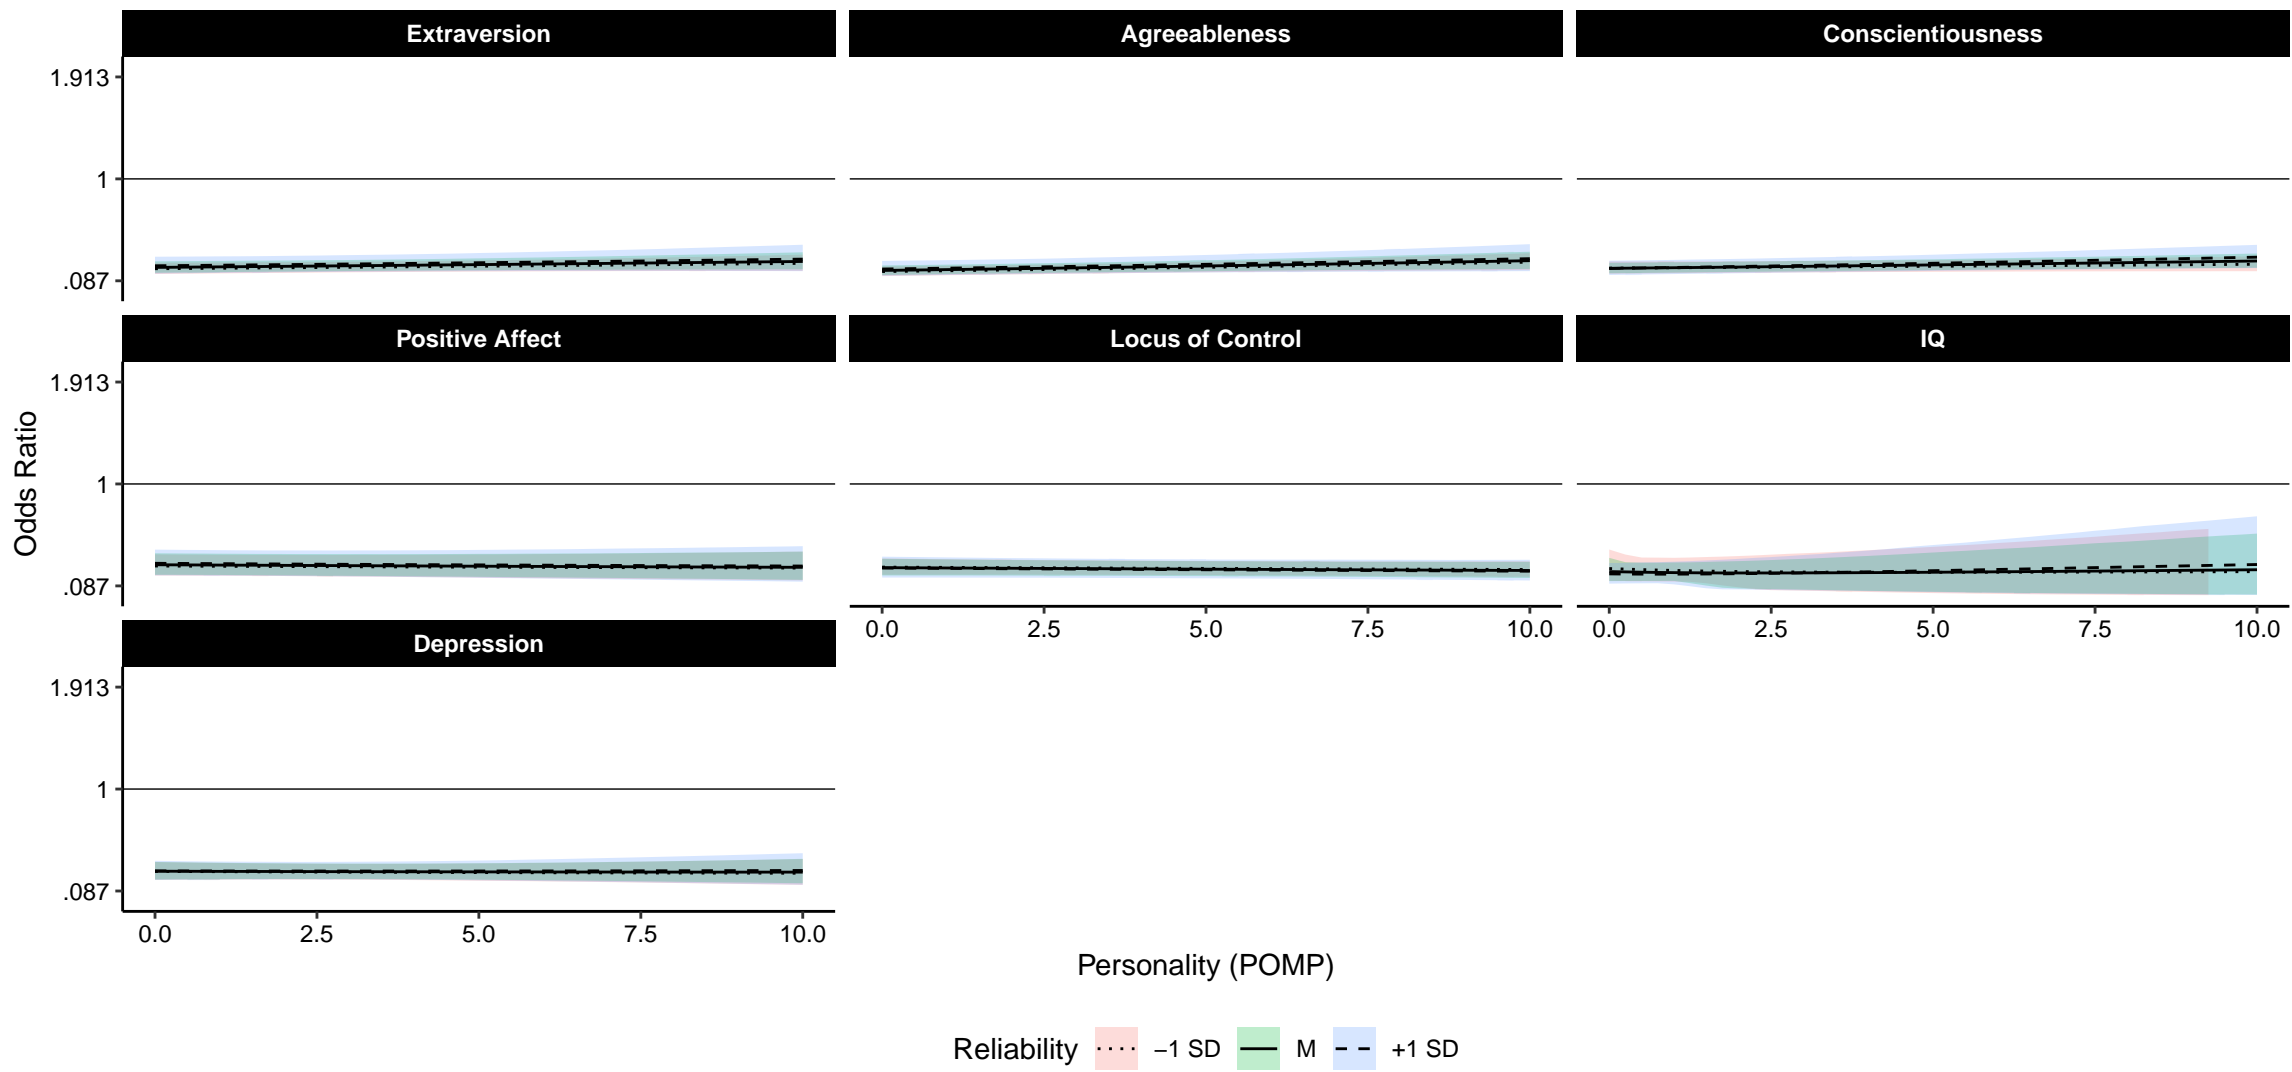 Extraversion
Agreeableness
Conscientiousness
1.913
1
.087
Positive Affect
Locus of Control
IQ
1.913
1
.087
Odds Ratio
0.0 2.5 5.0 7.5 10.0
0.0 2.5 5.0 7.5 10.0
Depression
1.913
1
.087
0.0 2.5 5.0 7.5 10.0
Personality (POMP)
Reliability −1 SD M +1 SD